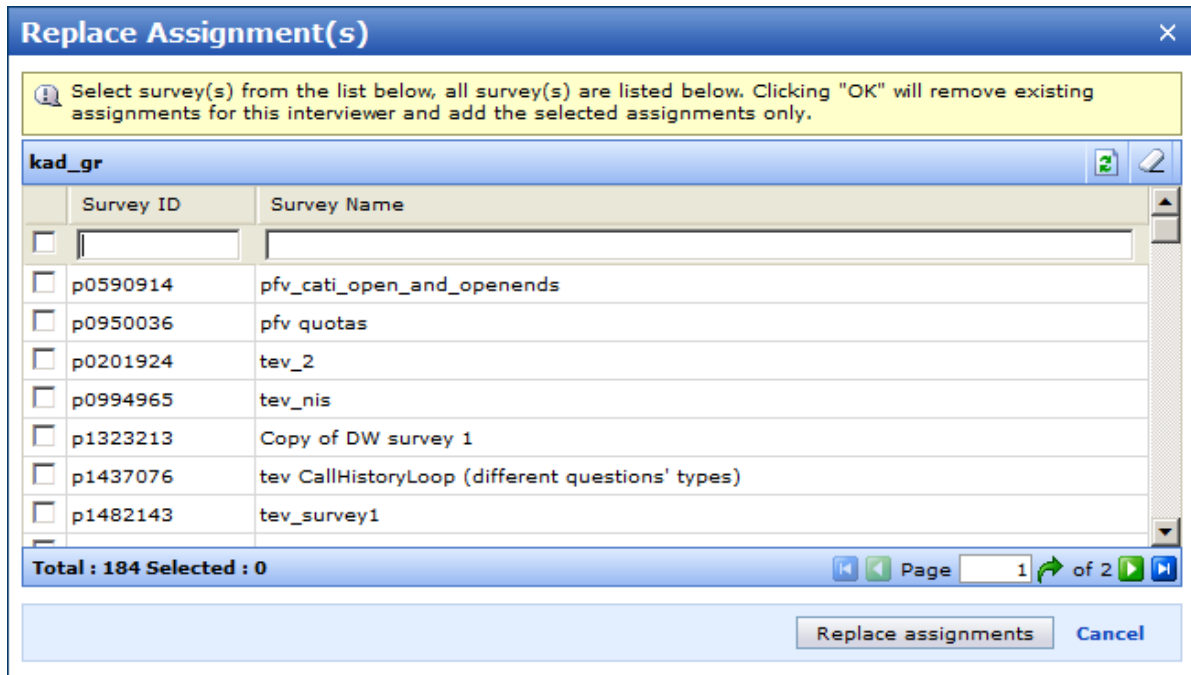 Replace Assignment(s)
Select survey(s) from the list below, all survey(s) are listed below. Clicking "OK" will remove existing
assignments for this interviewer and add the selected assignments only.
kad_gr
Survey ID Survey Name
p0590914 pfv_cati_open_and_openends
p0950036 pfv quotas
p0201924 tev_2
p0994965 tev_nis
p1323213 Copy of DW survey 1
p1437076 tev CallHistoryLoop (different questions' types)
p1482143 tev_survey1
Total : 184 Selected : 0 Page 1 of 2
Replace assignments Cancel